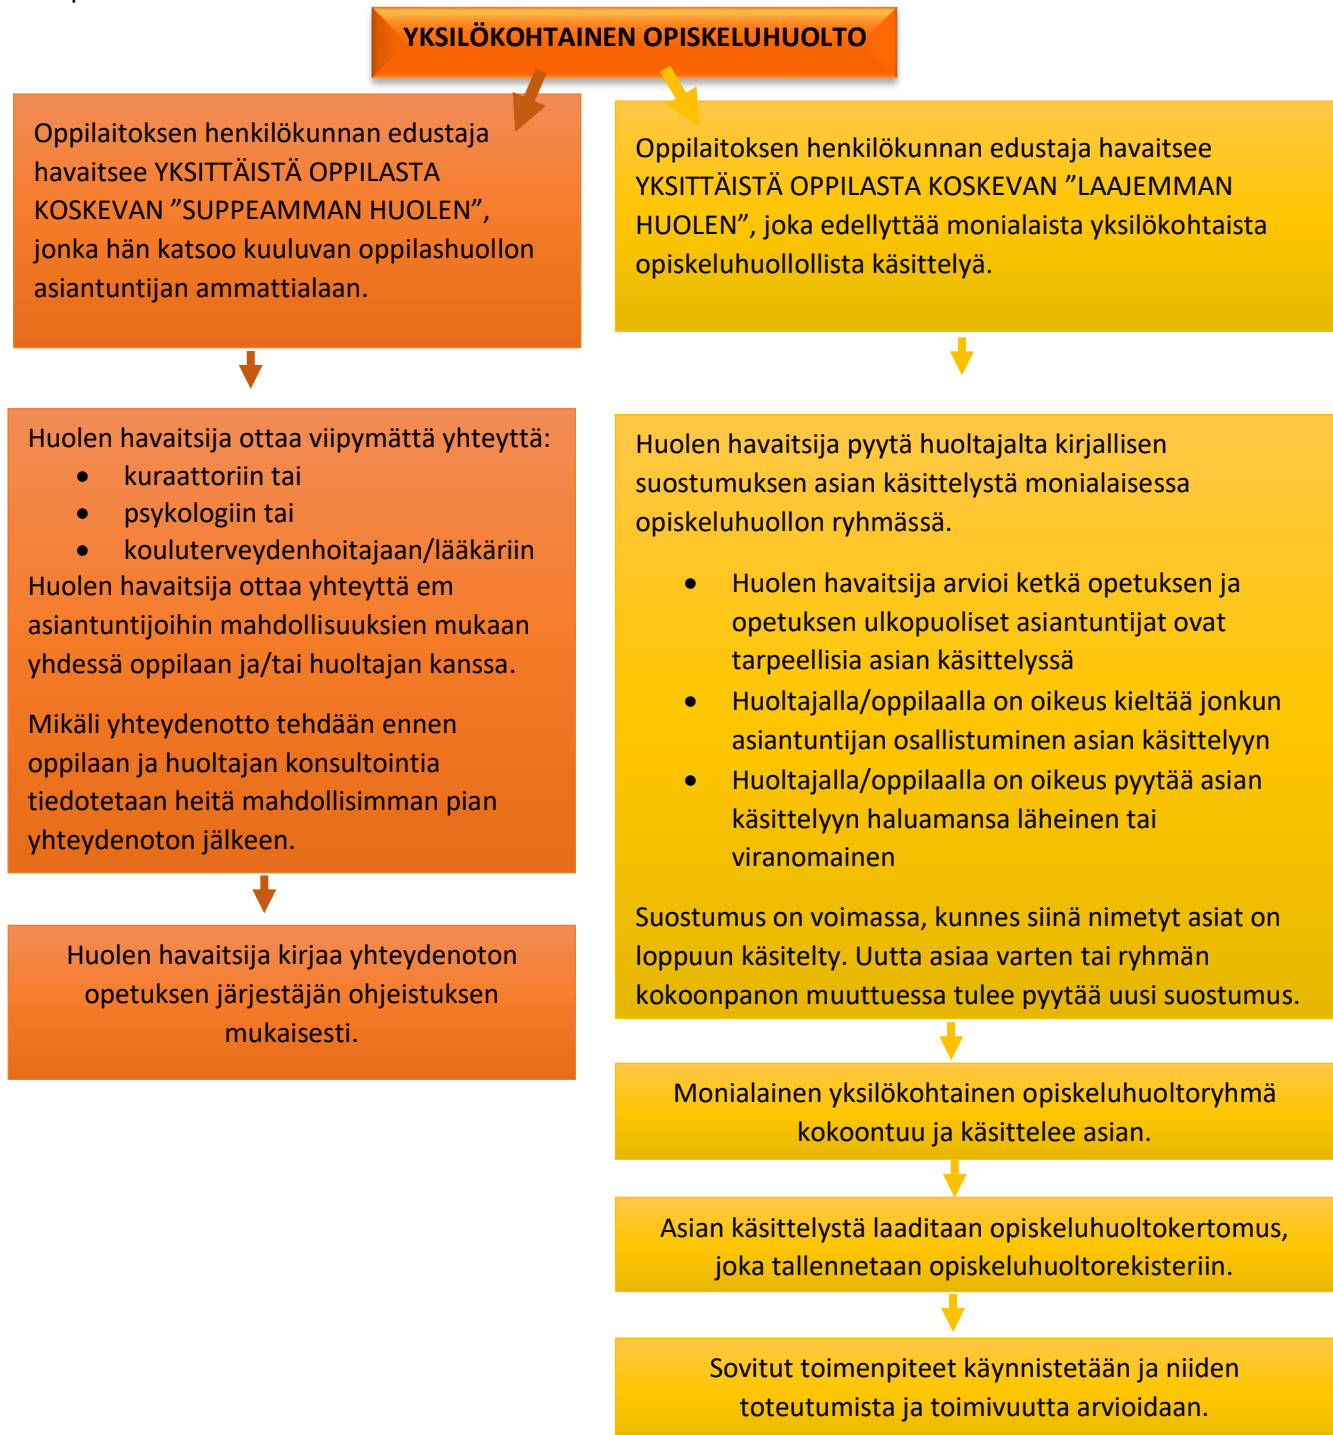 YKSILÖKOHTAINEN OPISKELUHUOLTO
Oppilaitoksen henkilökunnan edustaja
havaitsee YKSITTÄISTÄ OPPILASTA
KOSKEVAN ”SUPPEAMMAN HUOLEN”,
jonka hän katsoo kuuluvan oppilashuollon
asiantuntijan ammattialaan.
Huolen havaitsija ottaa viipymättä yhteyttä:
• kuraattoriin tai
• psykologiin tai
• kouluterveydenhoitajaan/lääkäriin
Huolen havaitsija ottaa yhteyttä em
asiantuntijoihin mahdollisuuksien mukaan
yhdessä oppilaan ja/tai huoltajan kanssa.
Mikäli yhteydenotto tehdään ennen
oppilaan ja huoltajan konsultointia
tiedotetaan heitä mahdollisimman pian
yhteydenoton jälkeen.
Huolen havaitsija kirjaa yhteydenoton
opetuksen järjestäjän ohjeistuksen
mukaisesti.
Oppilaitoksen henkilökunnan edustaja havaitsee
YKSITTÄISTÄ OPPILASTA KOSKEVAN ”LAAJEMMAN
HUOLEN”, joka edellyttää monialaista yksilökohtaista
opiskeluhuollollista käsittelyä.
Huolen havaitsija pyytä huoltajalta kirjallisen
suostumuksen asian käsittelystä monialaisessa
opiskeluhuollon ryhmässä.
• Huolen havaitsija arvioi ketkä opetuksen ja
opetuksen ulkopuoliset asiantuntijat ovat
tarpeellisia asian käsittelyssä
• Huoltajalla/oppilaalla on oikeus kieltää jonkun
asiantuntijan osallistuminen asian käsittelyyn
• Huoltajalla/oppilaalla on oikeus pyytää asian
käsittelyyn haluamansa läheinen tai
viranomainen
Suostumus on voimassa, kunnes siinä nimetyt asiat on
loppuun käsitelty. Uutta asiaa varten tai ryhmän
kokoonpanon muuttuessa tulee pyytää uusi suostumus.
Monialainen yksilökohtainen opiskeluhuoltoryhmä
kokoontuu ja käsittelee asian.
Asian käsittelystä laaditaan opiskeluhuoltokertomus,
joka tallennetaan opiskeluhuoltorekisteriin.
Sovitut toimenpiteet käynnistetään ja niiden
toteutumista ja toimivuutta arvioidaan.